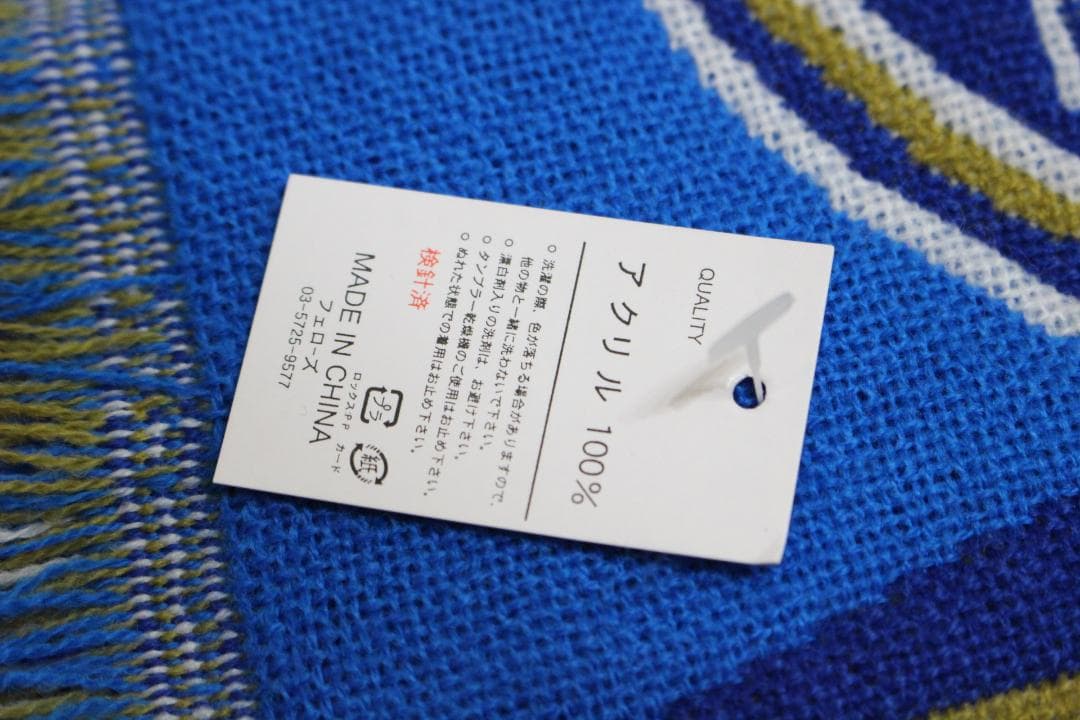 QUALITY
アクリル 100%
○ 洗濯の際、色が落ちる場合がありますので、
他の物と一緒に洗わないで下さい。
○ 漂白剤入りの洗剤は、お避け下さい。
○ タンブラー乾燥機のご使用はお止め下さい。
○ ぬれた状態での着用はお止め下さい。
検針済
プラ
紙
ロックスPP カード
MADE IN CHINA
フェローズ
03-5725-9577